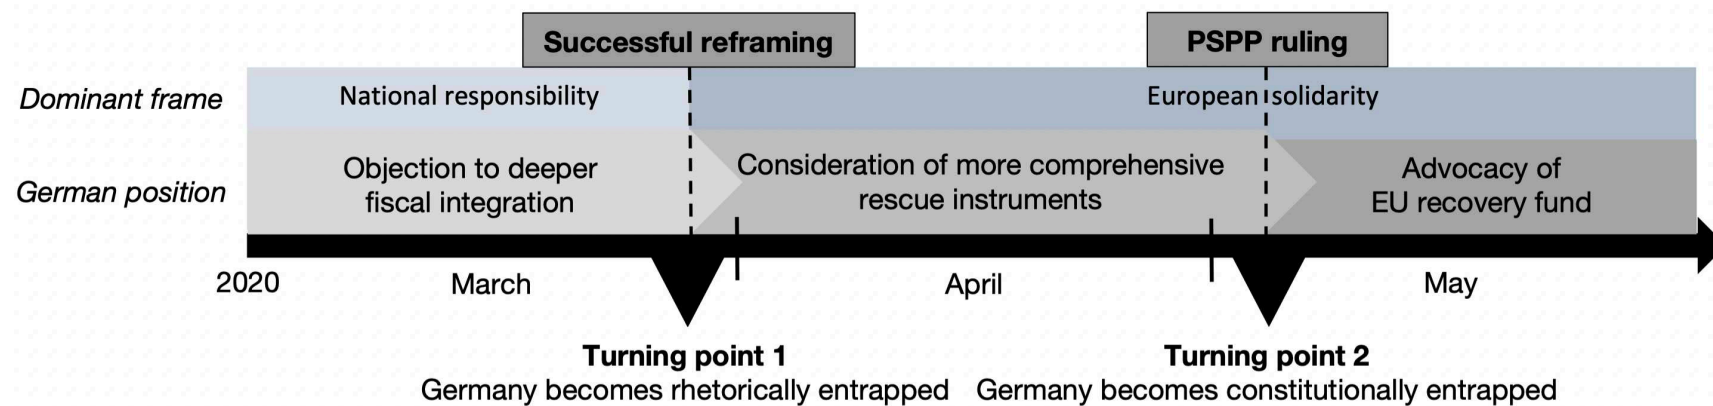 Successful reframing
PSPP ruling
Dominant frame
National responsibility
European solidarity
German position
Objection to deeper
fiscal integration
Consideration of more comprehensive
rescue instruments
Advocacy of
EU recovery fund
2020
March
April
May
Turning point 1
Germany becomes rhetorically entrapped
Turning point 2
Germany becomes constitutionally entrapped